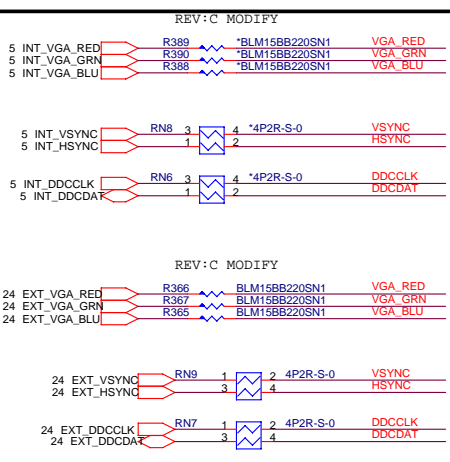 REV:C MODIFY
5 INT_VGA_RED R389 *BLM15BB220SN1 VGA_RED
5 INT_VGA_GRN R390 *BLM15BB220SN1 VGA_GRN
5 INT_VGA_BLU R388 *BLM15BB220SN1 VGA_BLU
5 INT_VSYNC RN8 3 4 *4P2R-S-0 VSYNC
5 INT_HSYNC 1 2 HSYNC
5 INT_DDCCLK RN6 3 4 *4P2R-S-0 DDCCLK
5 INT_DDCDAT 1 2 DDCDAT
REV:C MODIFY
24 EXT_VGA_RED R366 BLM15BB220SN1 VGA_RED
24 EXT_VGA_GRN R367 BLM15BB220SN1 VGA_GRN
24 EXT_VGA_BLU R365 BLM15BB220SN1 VGA_BLU
24 EXT_VSYNC RN9 1 2 4P2R-S-0 VSYNC
24 EXT_HSYNC 3 4 HSYNC
24 EXT_DDCCLK RN7 1 2 4P2R-S-0 DDCCLK
24 EXT_DDCDAT 3 4 DDCDAT